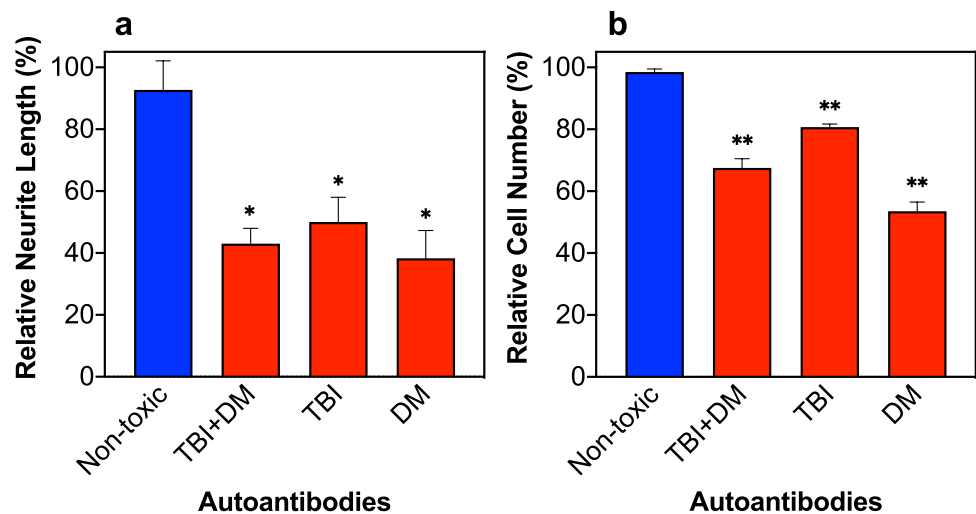 a
Relative Neurite Length (%)
100
80
60
40
20
0
*
*
*
Non-toxic
TBI+DM
TBI
DM
Autoantibodies
b
Relative Cell Number (%)
100
80
60
40
20
0
**
**
**
Non-toxic
TBI+DM
TBI
DM
Autoantibodies